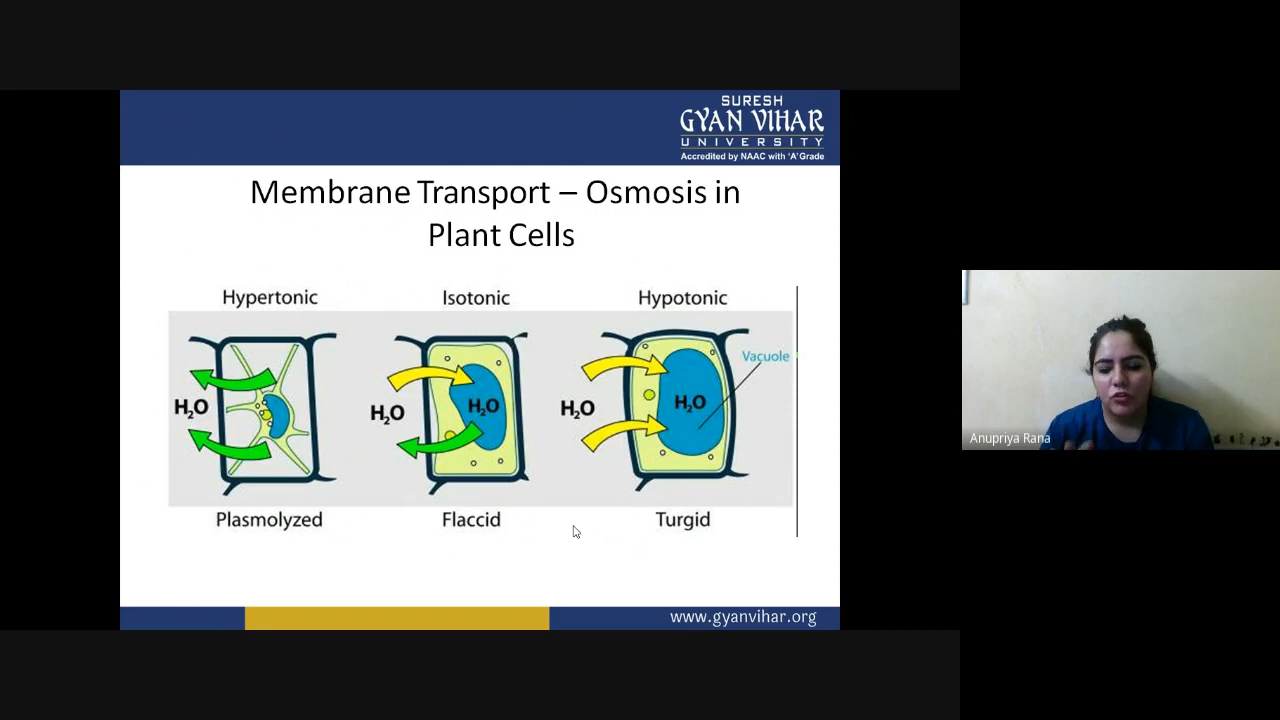 SURESH
GYAN VIHAR
UNIVERSITY
Accredited by NAAC with 'A' Grade
Membrane Transport – Osmosis in
Plant Cells
Hypertonic
Isotonic
Hypotonic
Vacuole
H₂O
H₂O
H₂O
H₂O
H₂O
Plasmolyzed
Flaccid
Turgid
www.gyanvihar.org
Anupriya Rana